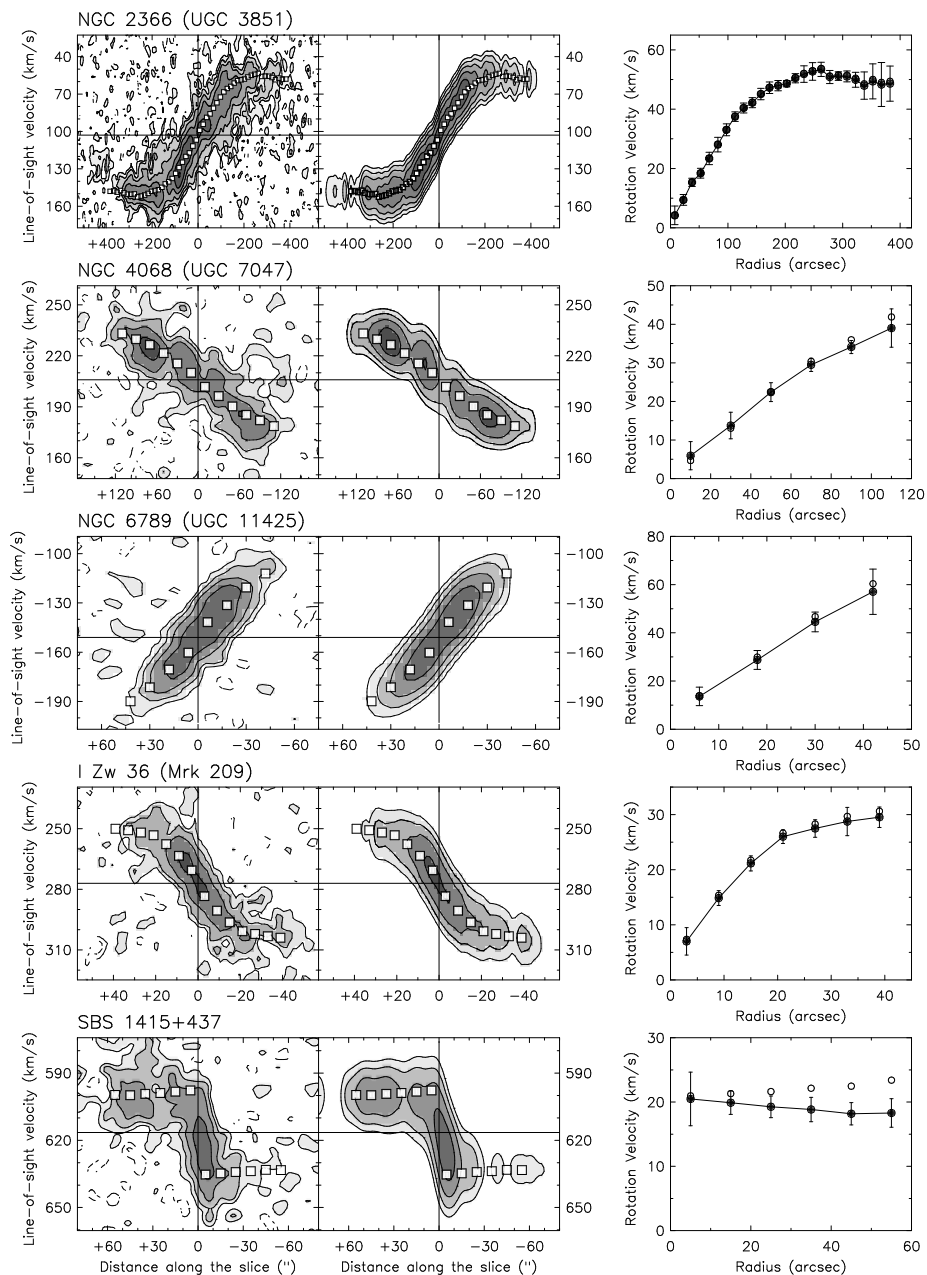 NGC 2366 (UGC 3851)
Line-of-sight velocity (km/s)
40
70
100
130
160
+400 +200 0 -200 -400
+400 +200 0 -200 -400
40
70
100
130
160
Rotation Velocity (km/s)
60
40
20
0
0 100 200 300 400
Radius (arcsec)
NGC 4068 (UGC 7047)
Line-of-sight velocity (km/s)
250
220
190
160
+120 +60 0 -60 -120
+120 +60 0 -60 -120
250
220
190
160
Rotation Velocity (km/s)
50
40
30
20
10
0
0 20 40 60 80 100 120
Radius (arcsec)
NGC 6789 (UGC 11425)
Line-of-sight velocity (km/s)
-100
-130
-160
-190
+60 +30 0 -30 -60
+60 +30 0 -30 -60
-100
-130
-160
-190
Rotation Velocity (km/s)
80
60
40
20
0
0 10 20 30 40 50
Radius (arcsec)
I Zw 36 (Mrk 209)
Line-of-sight velocity (km/s)
250
280
310
+40 +20 0 -20 -40
+40 +20 0 -20 -40
250
280
310
Rotation Velocity (km/s)
30
20
10
0
0 10 20 30 40
Radius (arcsec)
SBS 1415+437
Line-of-sight velocity (km/s)
590
620
650
+60 +30 0 -30 -60
Distance along the slice (")
+60 +30 0 -30 -60
Distance along the slice (")
590
620
650
Rotation Velocity (km/s)
30
20
10
0
0 20 40 60
Radius (arcsec)